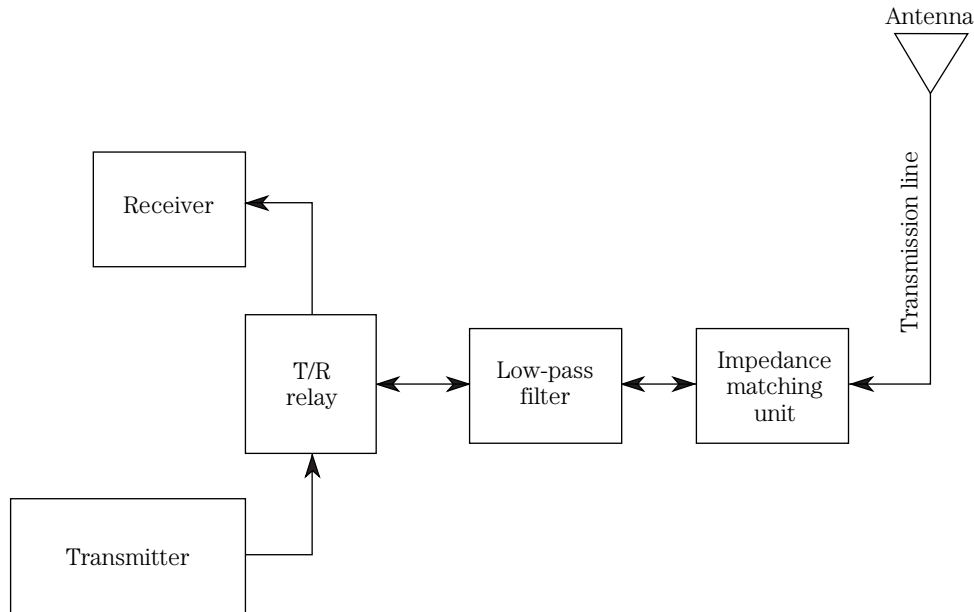 Antenna
Transmission line
Receiver
T/R
relay
Low-pass
filter
Impedance
matching
unit
Transmitter